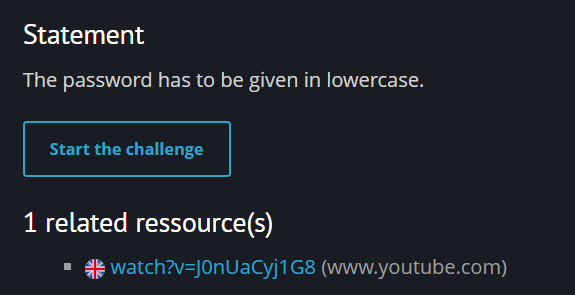 Statement
The password has to be given in lowercase.
Start the challenge
1 related ressource(s)
watch?v=J0nUaCyj1G8 (www.youtube.com)